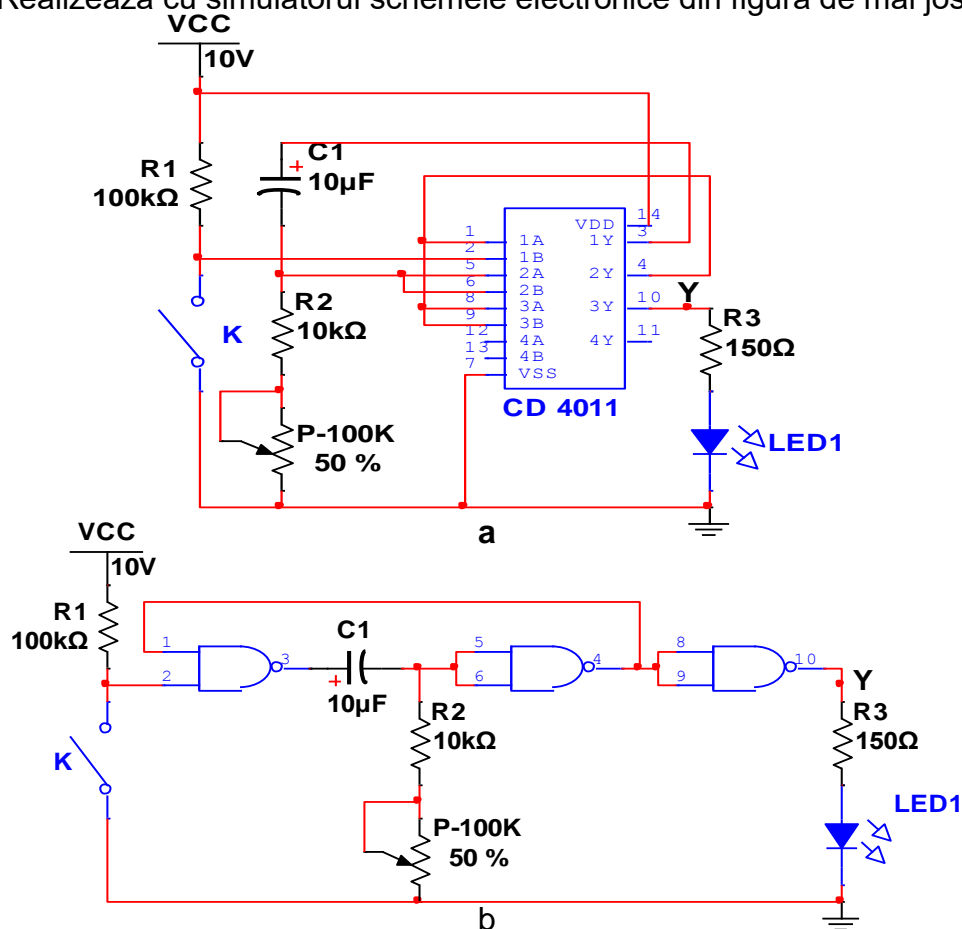 Realizează cu simulatorul schemele electronice din figura de mai jos
VCC
10V
R1
100kΩ
+ C1
10µF
K
R2
10kΩ
P-100K
50 %
1 1A
2 1B
5 2A
6 2B
8 3A
9 3B
12 4A
13 4B
7 VSS
VDD 14
1Y 3
2Y 4
3Y 10
4Y 11
CD 4011
Y
R3
150Ω
LED1
a
VCC
10V
R1
100kΩ
K
1
2
3
C1
+
10µF
R2
10kΩ
P-100K
50 %
5
6
4
8
9
10
Y
R3
150Ω
LED1
b